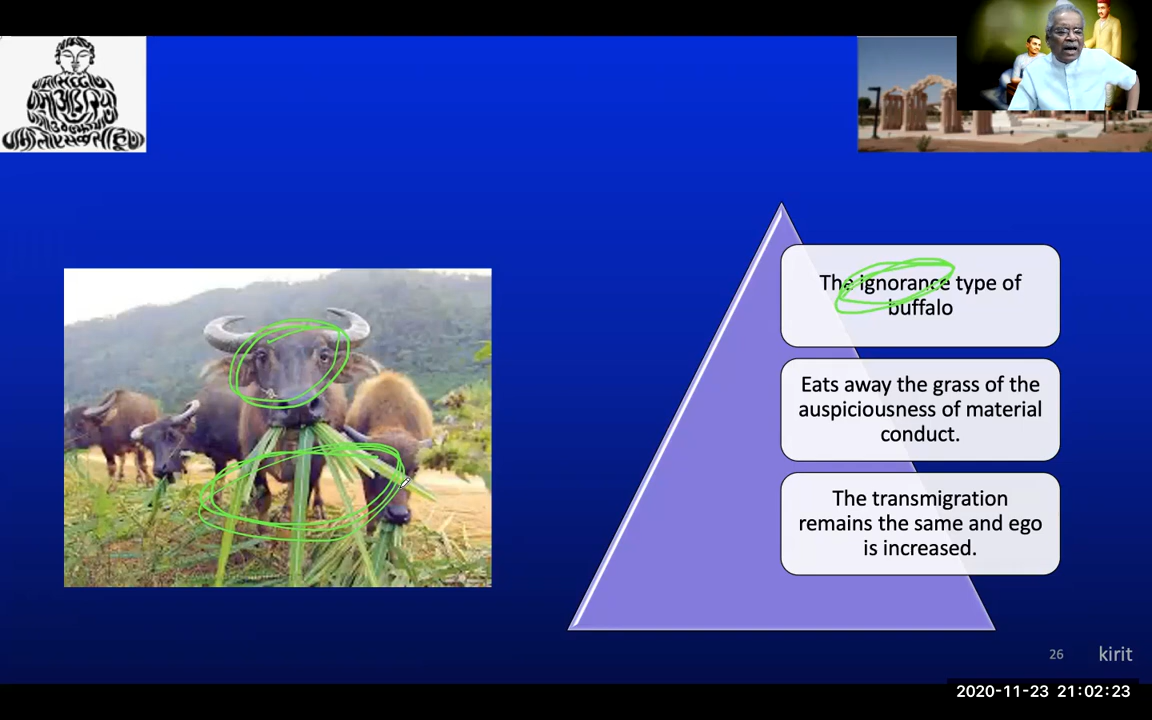 The ignorance type of
buffalo
Eats away the grass of the
auspiciousness of material
conduct.
The transmigration
remains the same and ego
is increased.
26
kirit
2020-11-23 21:02:23